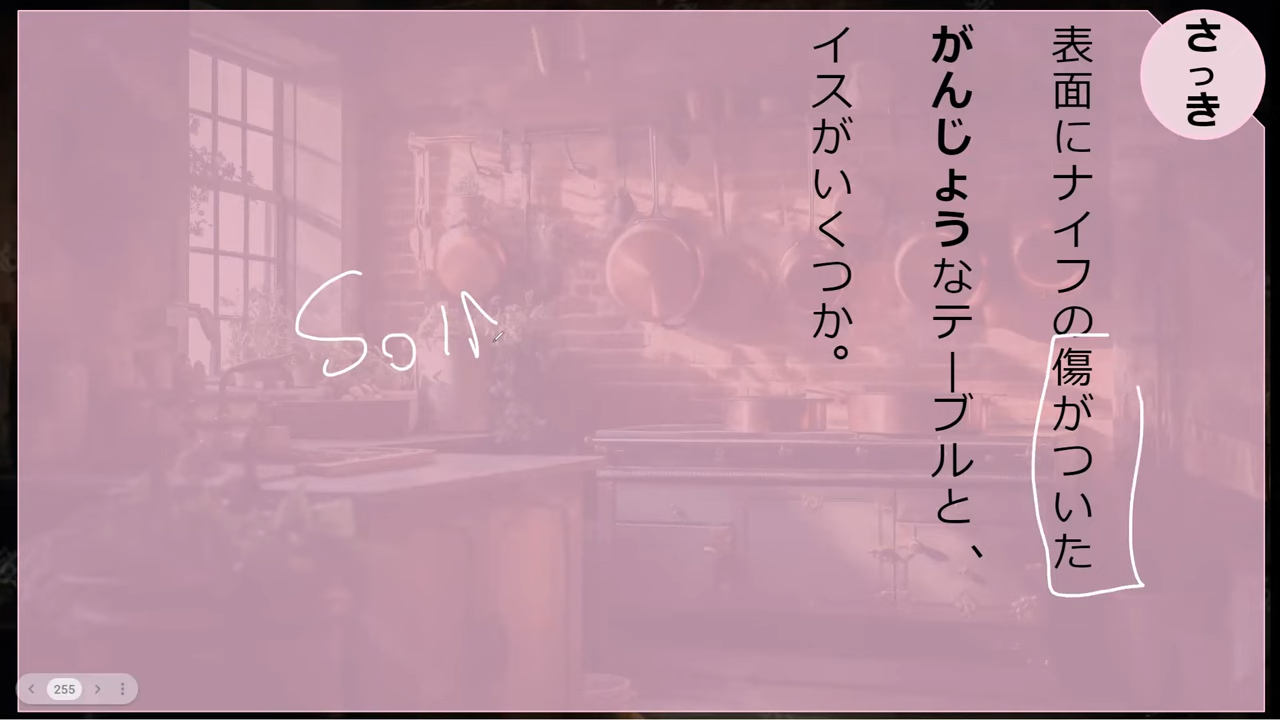 さっき
表面にナイフの傷がついた
がんじょうなテーブルと、
イスがいくつか。
255